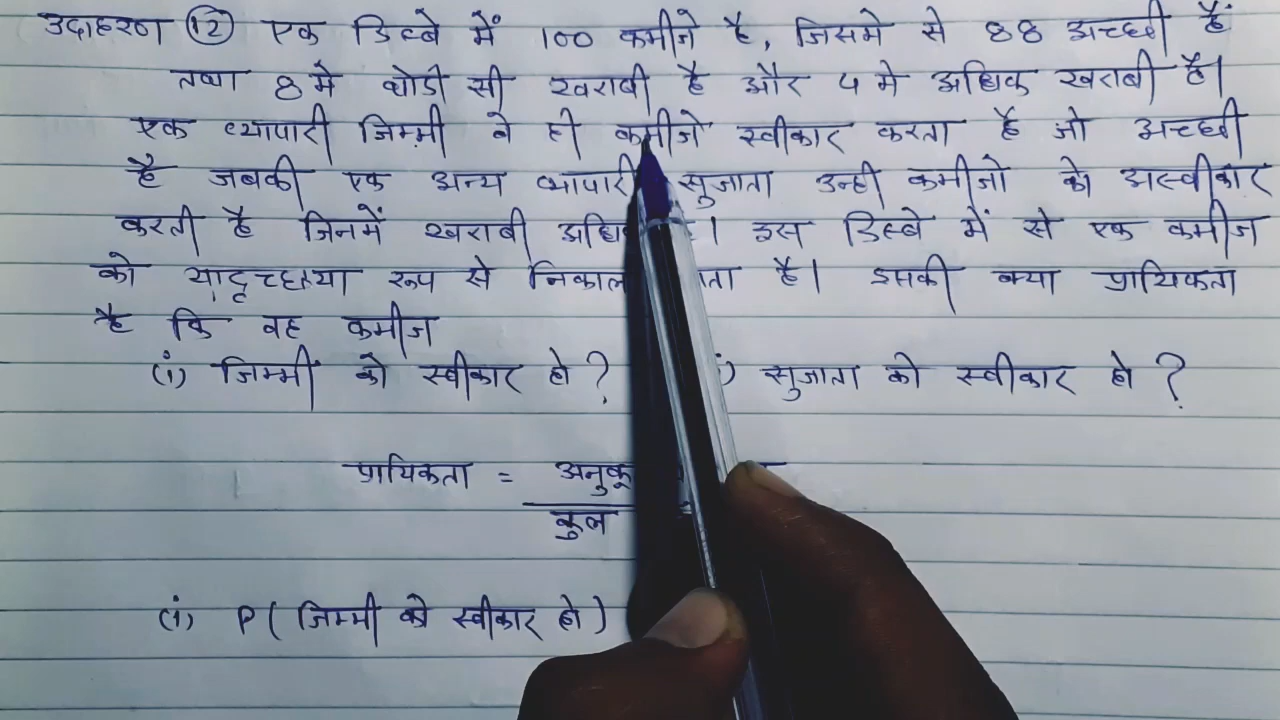 उदाहरण (12) एक डिब्बे में 100 कमीजे है, जिसमे से 88 अच्छी हैं
तथा 8 मे थोडी सी खराबी है और 4 मे अधिक खराबी है।
एक व्यापारी जिम्मी वे ही कमीजे स्वीकार करता है जो अच्छी
है जबकी एक अन्य व्यापारी सुजाता उन्ही कमीजो को अस्वीकार
करती है जिनमें खराबी । इस डिब्बे में से एक कमीज
को यादृच्छया रूप से है। इसकी क्या प्रायिकता
है कि वह कमीज
(i) जिम्मी को स्वीकार हो? सुजाता को स्वीकार हो ?
प्रायिकता =
कुल
(i) P ( जिम्मी को स्वीकार हो )